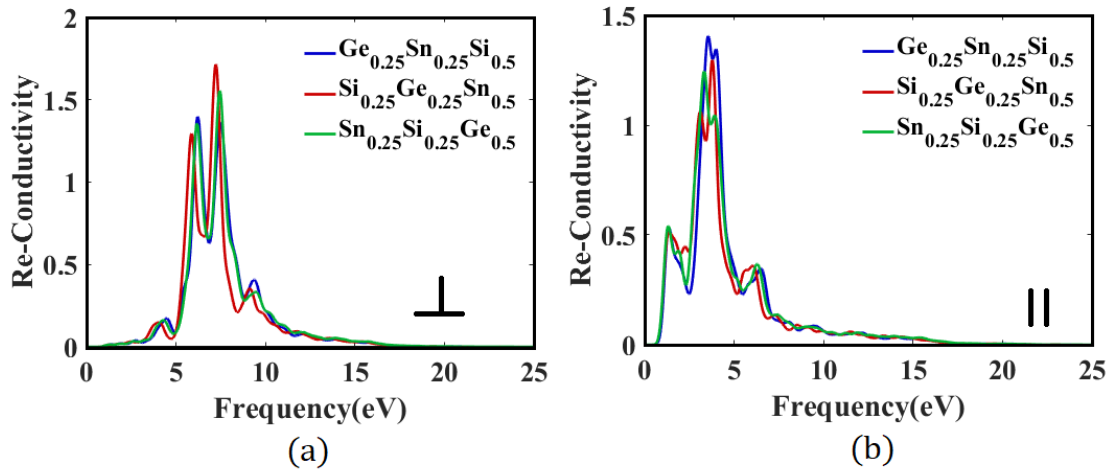 2
1.5
1
0.5
0
0 5 10 15 20 25
Re-Conductivity
Frequency(eV)
Ge0.25Sn0.25Si0.5
Si0.25Ge0.25Sn0.5
Sn0.25Si0.25Ge0.5
⊥
(a)
1.5
1
0.5
0
0 5 10 15 20 25
Re-Conductivity
Frequency(eV)
Ge0.25Sn0.25Si0.5
Si0.25Ge0.25Sn0.5
Sn0.25Si0.25Ge0.5
||
(b)